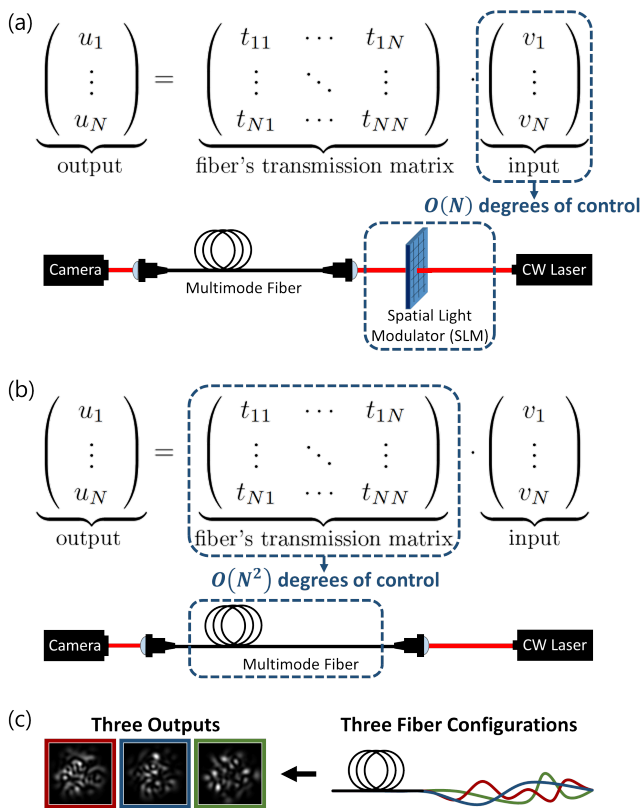 (a)
u₁ t₁₁ ⋯ t₁N v₁
⋮ = ⋮ ⋱ ⋮ · ⋮
uN tN1 ⋯ tNN vN
output fiber's transmission matrix input
O(N) degrees of control
Camera Multimode Fiber CW Laser
Spatial Light
Modulator (SLM)
(b)
u₁ t₁₁ ⋯ t₁N v₁
⋮ = ⋮ ⋱ ⋮ · ⋮
uN tN1 ⋯ tNN vN
output fiber's transmission matrix input
O(N²) degrees of control
Camera Multimode Fiber CW Laser
(c)
Three Outputs Three Fiber Configurations